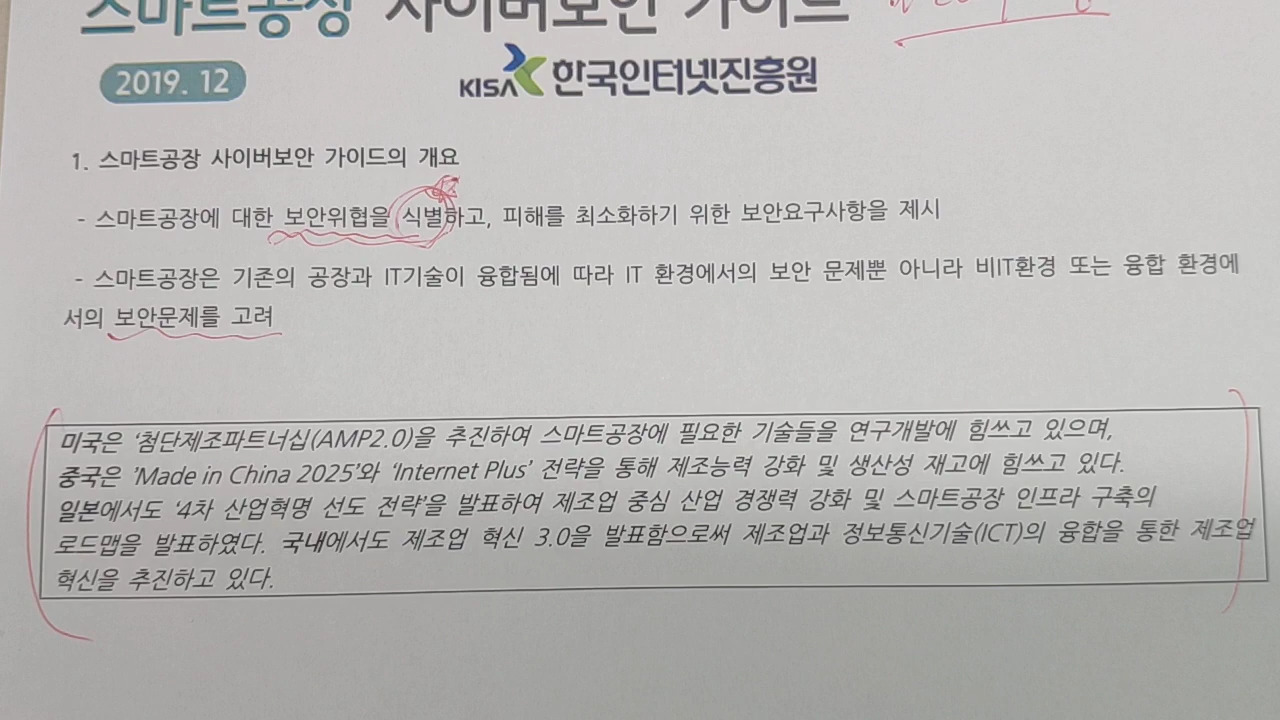 스마트공장 사이버보안 가이드
2019. 12
KISA 한국인터넷진흥원
1. 스마트공장 사이버보안 가이드의 개요
- 스마트공장에 대한 보안위협을 식별하고, 피해를 최소화하기 위한 보안요구사항을 제시
- 스마트공장은 기존의 공장과 IT기술이 융합됨에 따라 IT 환경에서의 보안 문제뿐 아니라 비IT환경 또는 융합 환경에
서의 보안문제를 고려
미국은 ‘첨단제조파트너십(AMP2.0)을 추진하여 스마트공장에 필요한 기술들을 연구개발에 힘쓰고 있으며,
중국은 ’Made in China 2025’와 ‘Internet Plus’ 전략을 통해 제조능력 강화 및 생산성 재고에 힘쓰고 있다.
일본에서도 ‘4차 산업혁명 선도 전략’을 발표하여 제조업 중심 산업 경쟁력 강화 및 스마트공장 인프라 구축의
로드맵을 발표하였다. 국내에서도 제조업 혁신 3.0을 발표함으로써 제조업과 정보통신기술(ICT)의 융합을 통한 제조업
혁신을 추진하고 있다.